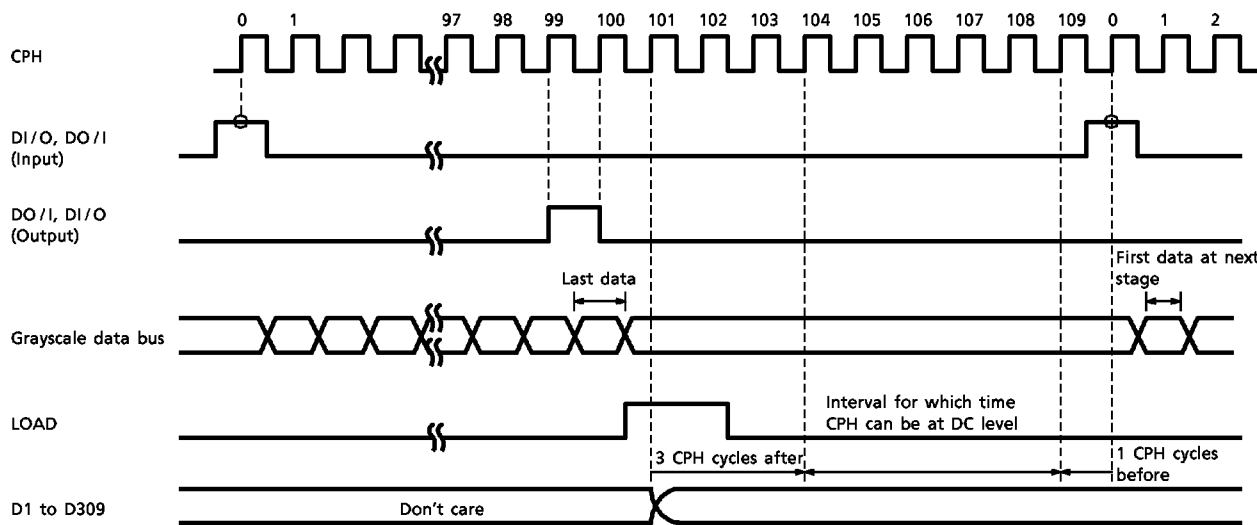 0 1 97 98 99 100 101 102 103 104 105 106 107 108 109 0 1 2
CPH
DI/O, DO/I
(Input)
DO/I, DI/O
(Output)
Last data
First data at next
stage
Grayscale data bus
LOAD
Interval for which time
CPH can be at DC level
3 CPH cycles after
1 CPH cycles
before
D1 to D309
Don't care